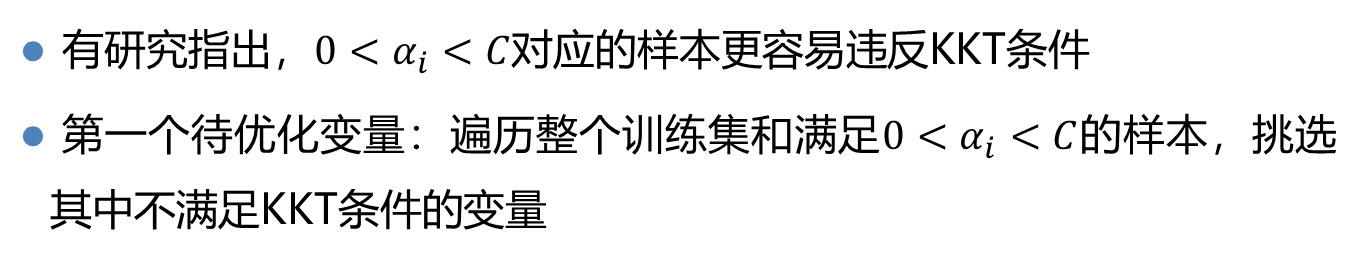 ● 有研究指出，0 < αᵢ < C对应的样本更容易违反KKT条件
● 第一个待优化变量：遍历整个训练集和满足0 < αᵢ < C的样本，挑选
其中不满足KKT条件的变量